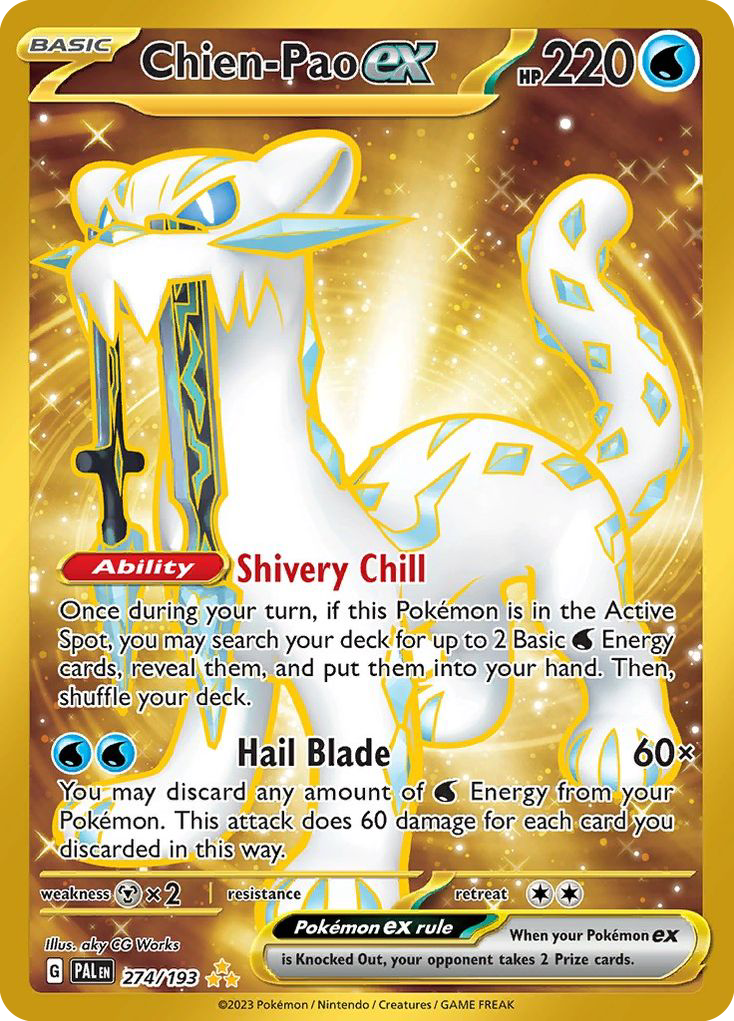 BASIC Chien-Pao ex HP 220
Ability Shivery Chill
Once during your turn, if this Pokémon is in the Active
Spot, you may search your deck for up to 2 Basic Energy
cards, reveal them, and put them into your hand. Then,
shuffle your deck.
Hail Blade 60×
You may discard any amount of Energy from your
Pokémon. This attack does 60 damage for each card you
discarded in this way.
weakness ×2 resistance retreat
Pokémon ex rule
When your Pokémon ex
is Knocked Out, your opponent takes 2 Prize cards.
Illus. aky CG Works
G PAL EN 274/193
©2023 Pokémon / Nintendo / Creatures / GAME FREAK